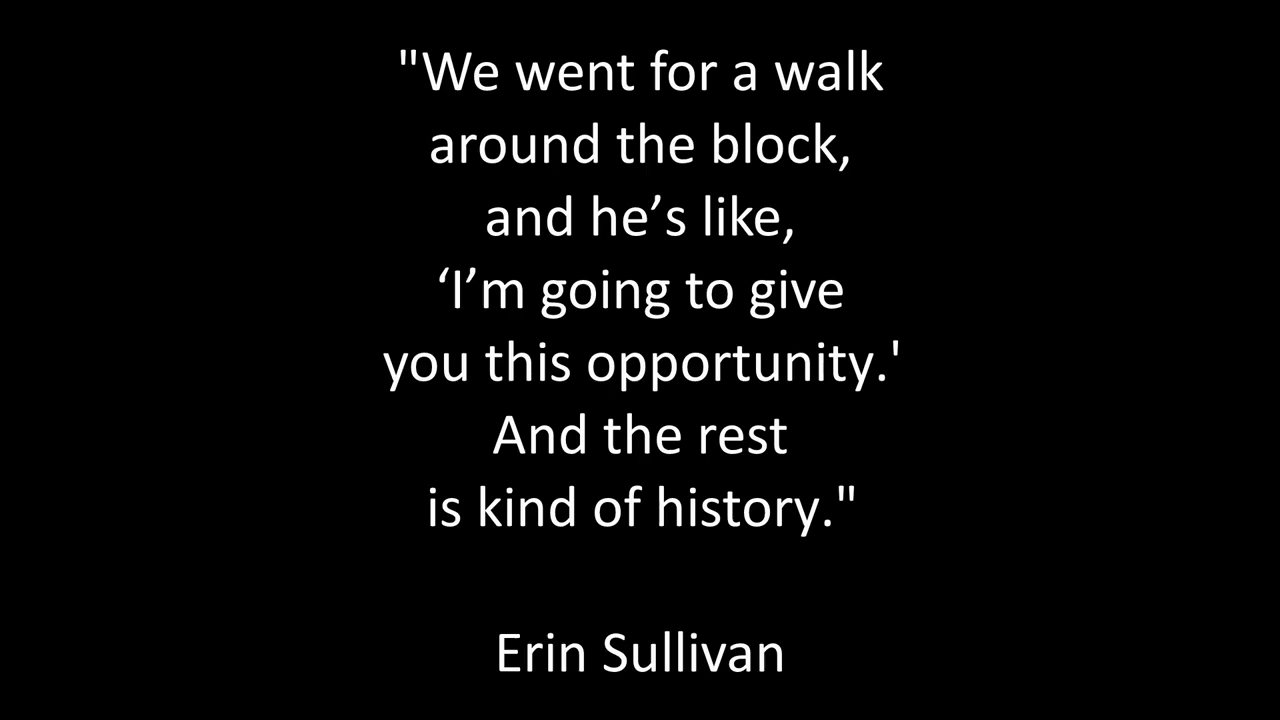 "We went for a walk
around the block,
and he’s like,
‘I’m going to give
you this opportunity.'
And the rest
is kind of history."
Erin Sullivan